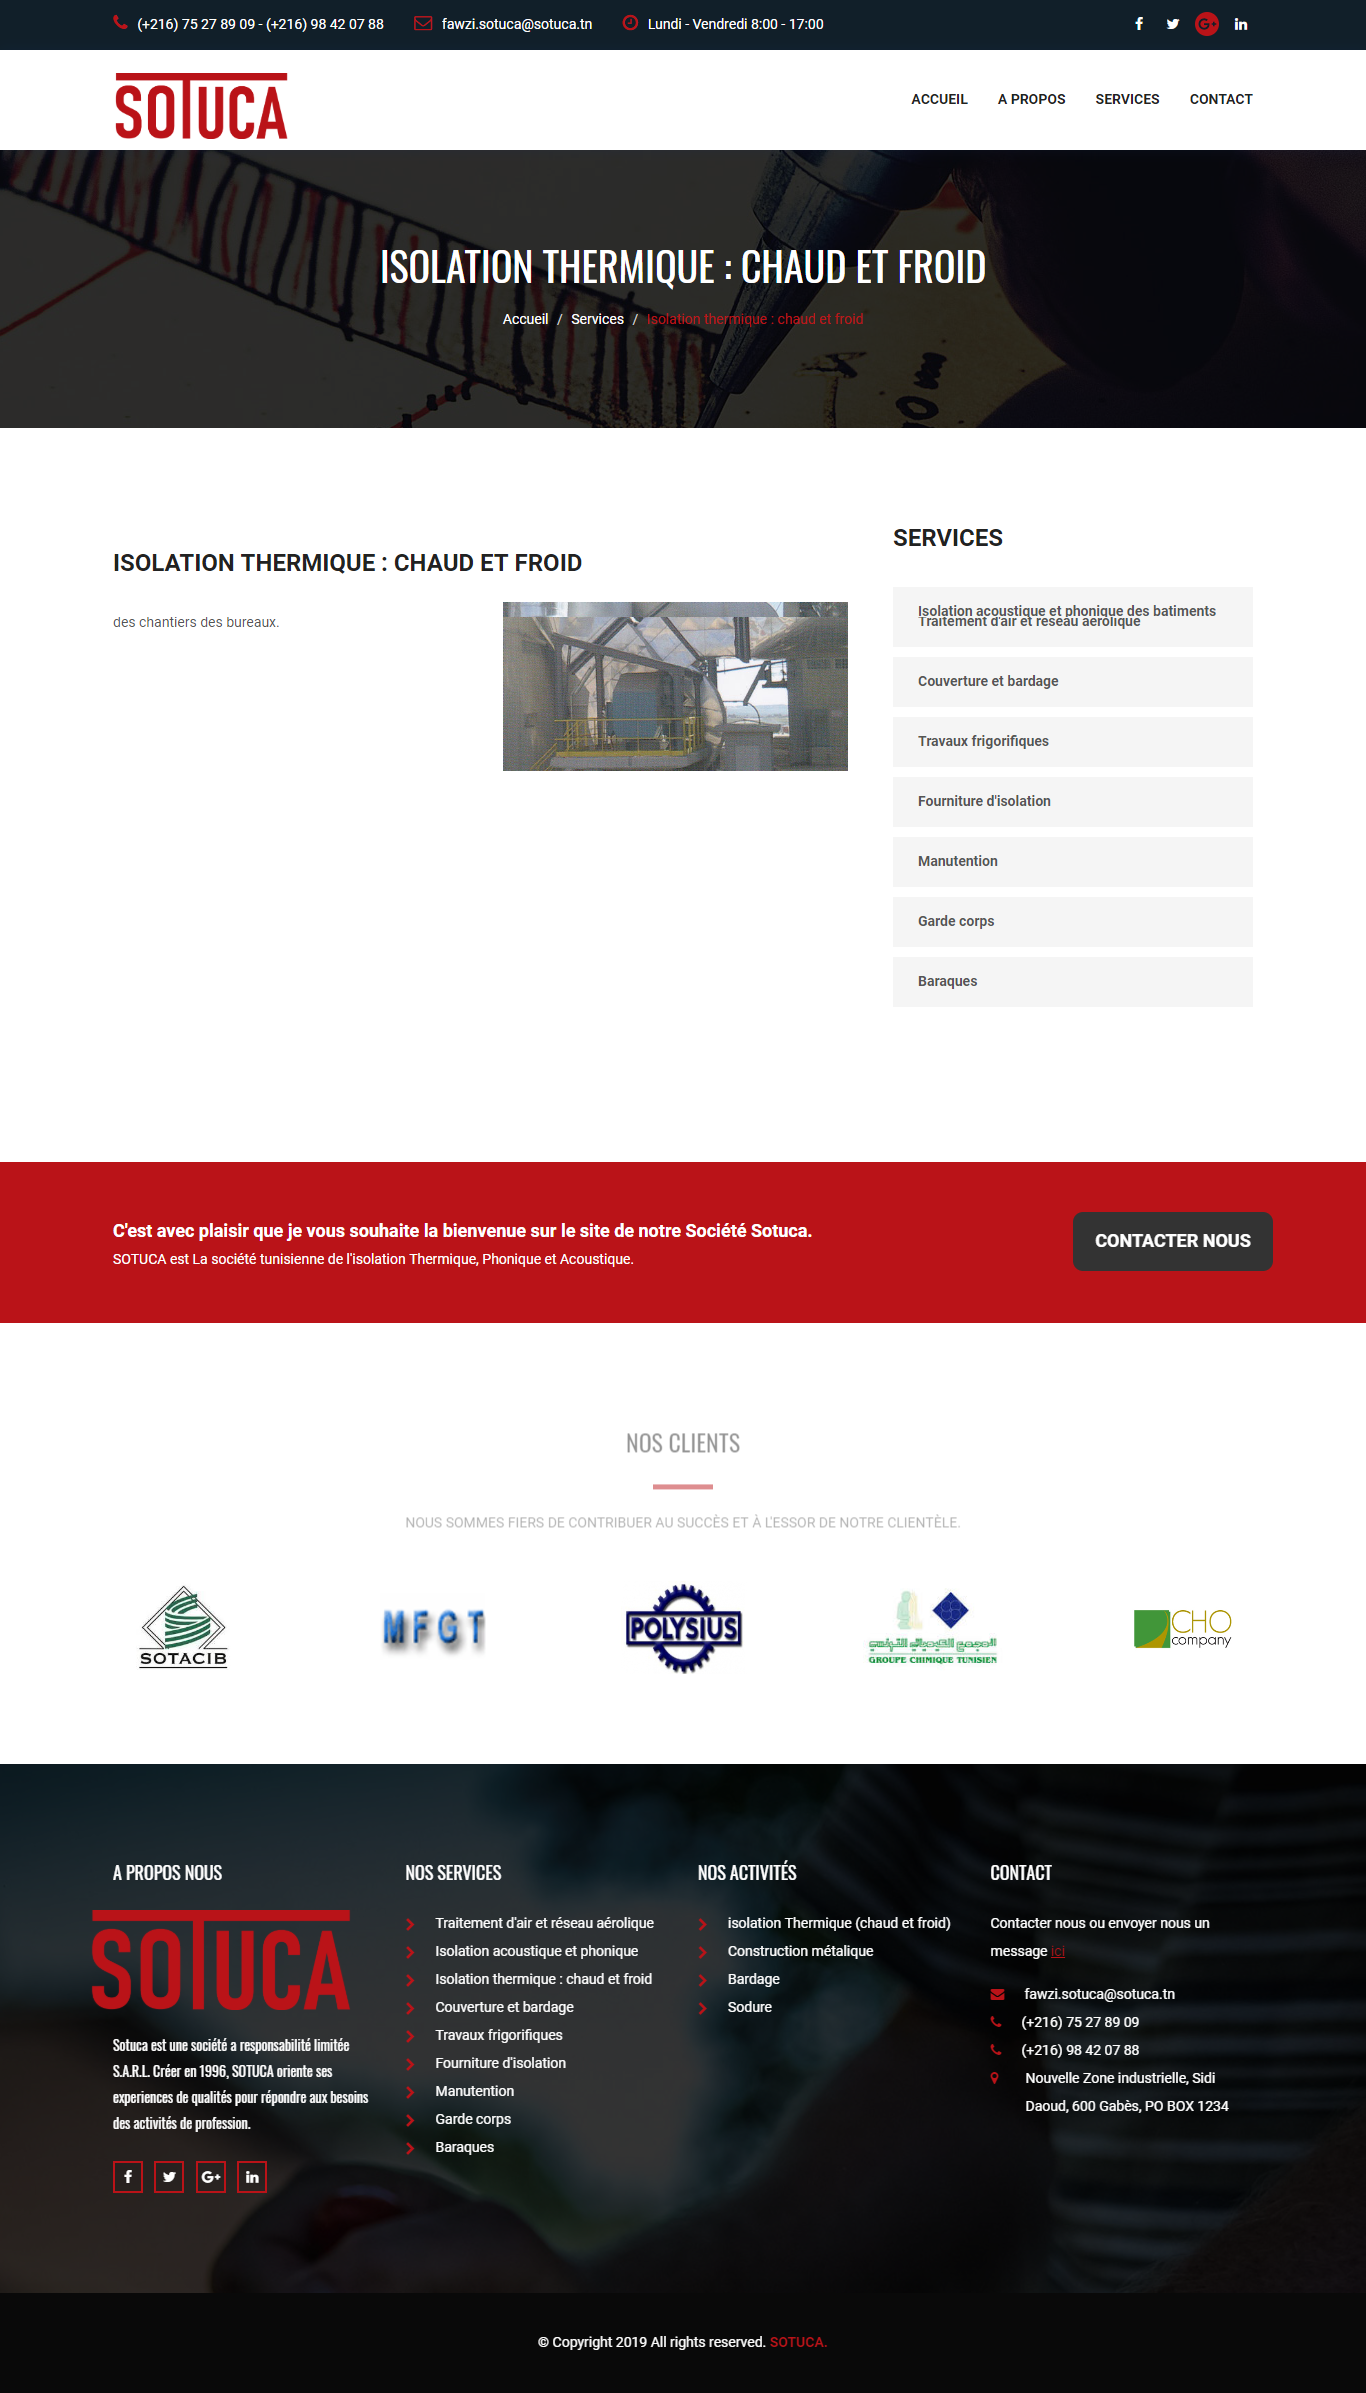 (+216) 75 27 89 09 - (+216) 98 42 07 88
fawzi.sotuca@sotuca.tn
Lundi - Vendredi 8:00 - 17:00
SOTUCA
ACCUEIL
A PROPOS
SERVICES
CONTACT
ISOLATION THERMIQUE : CHAUD ET FROID
Accueil / Services / Isolation thermique : chaud et froid
ISOLATION THERMIQUE : CHAUD ET FROID
des chantiers des bureaux.
SERVICES
Isolation acoustique et phonique des batiments
Traitement d'air et réseau aérolique
Couverture et bardage
Travaux frigorifiques
Fourniture d'isolation
Manutention
Garde corps
Baraques
C'est avec plaisir que je vous souhaite la bienvenue sur le site de notre Société Sotuca.
SOTUCA est La société tunisienne de l'isolation Thermique, Phonique et Acoustique.
CONTACTER NOUS
NOS CLIENTS
NOUS SOMMES FIERS DE CONTRIBUER AU SUCCÈS ET À L'ESSOR DE NOTRE CLIENTÈLE.
SOTACIB
MFGT
POLYSIUS
المجمع الكيميائي التونسي
GROUPE CHIMIQUE TUNISIEN
CHO
company
A PROPOS NOUS
SOTUCA
Sotuca est une société a responsabilité limitée
S.A.R.L. Créer en 1996, SOTUCA oriente ses
experiences de qualités pour répondre aux besoins
des activités de profession.
NOS SERVICES
Traitement d'air et réseau aérolique
Isolation acoustique et phonique
Isolation thermique : chaud et froid
Couverture et bardage
Travaux frigorifiques
Fourniture d'isolation
Manutention
Garde corps
Baraques
NOS ACTIVITÉS
isolation Thermique (chaud et froid)
Construction métalique
Bardage
Sodure
CONTACT
Contacter nous ou envoyer nous un
message ici
fawzi.sotuca@sotuca.tn
(+216) 75 27 89 09
(+216) 98 42 07 88
Nouvelle Zone industrielle, Sidi
Daoud, 600 Gabès, PO BOX 1234
© Copyright 2019 All rights reserved. SOTUCA.